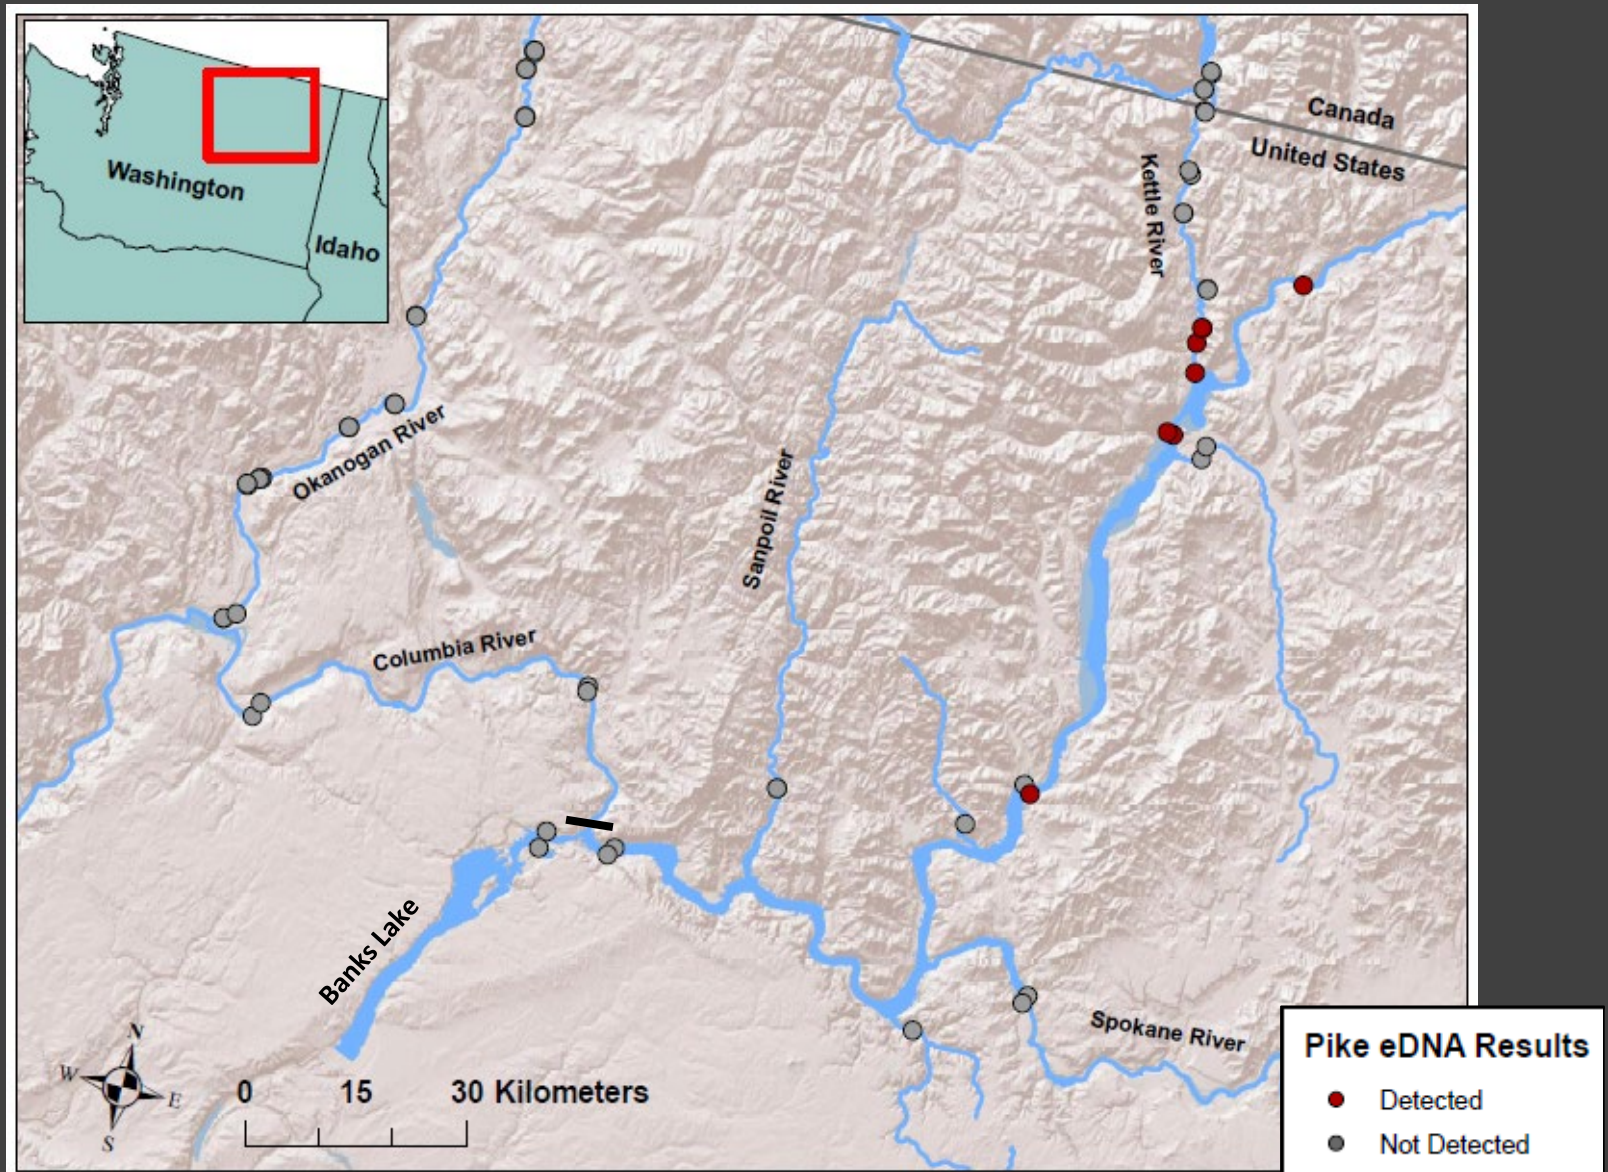 Washington
Idaho
Canada
United States
Kettle River
Okanogan River
Sanpoil River
Columbia River
Banks Lake
Spokane River
N
W
E
S
0 15 30 Kilometers
Pike eDNA Results
Detected
Not Detected